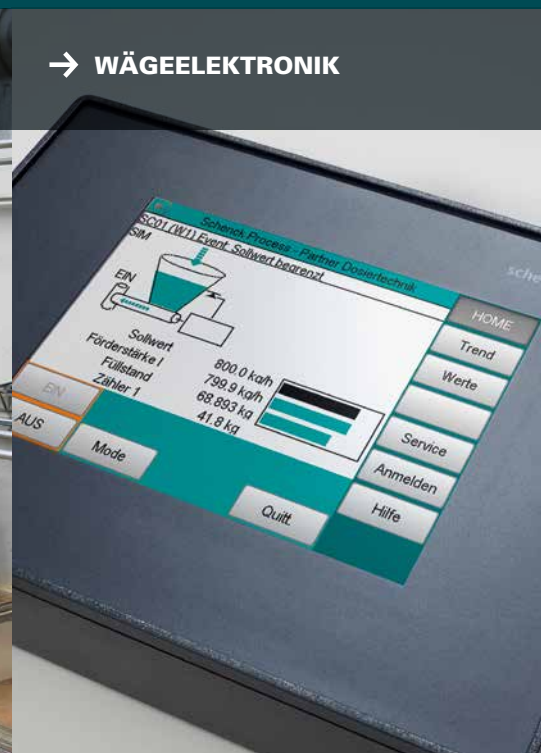 → WÄGEELEKTRONIK
Schenck Process - Partner Dosiertechnik
SC01 (W1) Event: Sollwert begrenzt
SIM
EIN
Sollwert 800.0 kg/h
Förderstärke I 799.9 kg/h
Füllstand 68.893 kg
Zähler 1 41.8 kg
EIN
AUS
Mode
Quitt.
HOME
Trend
Werte
Service
Anmelden
Hilfe